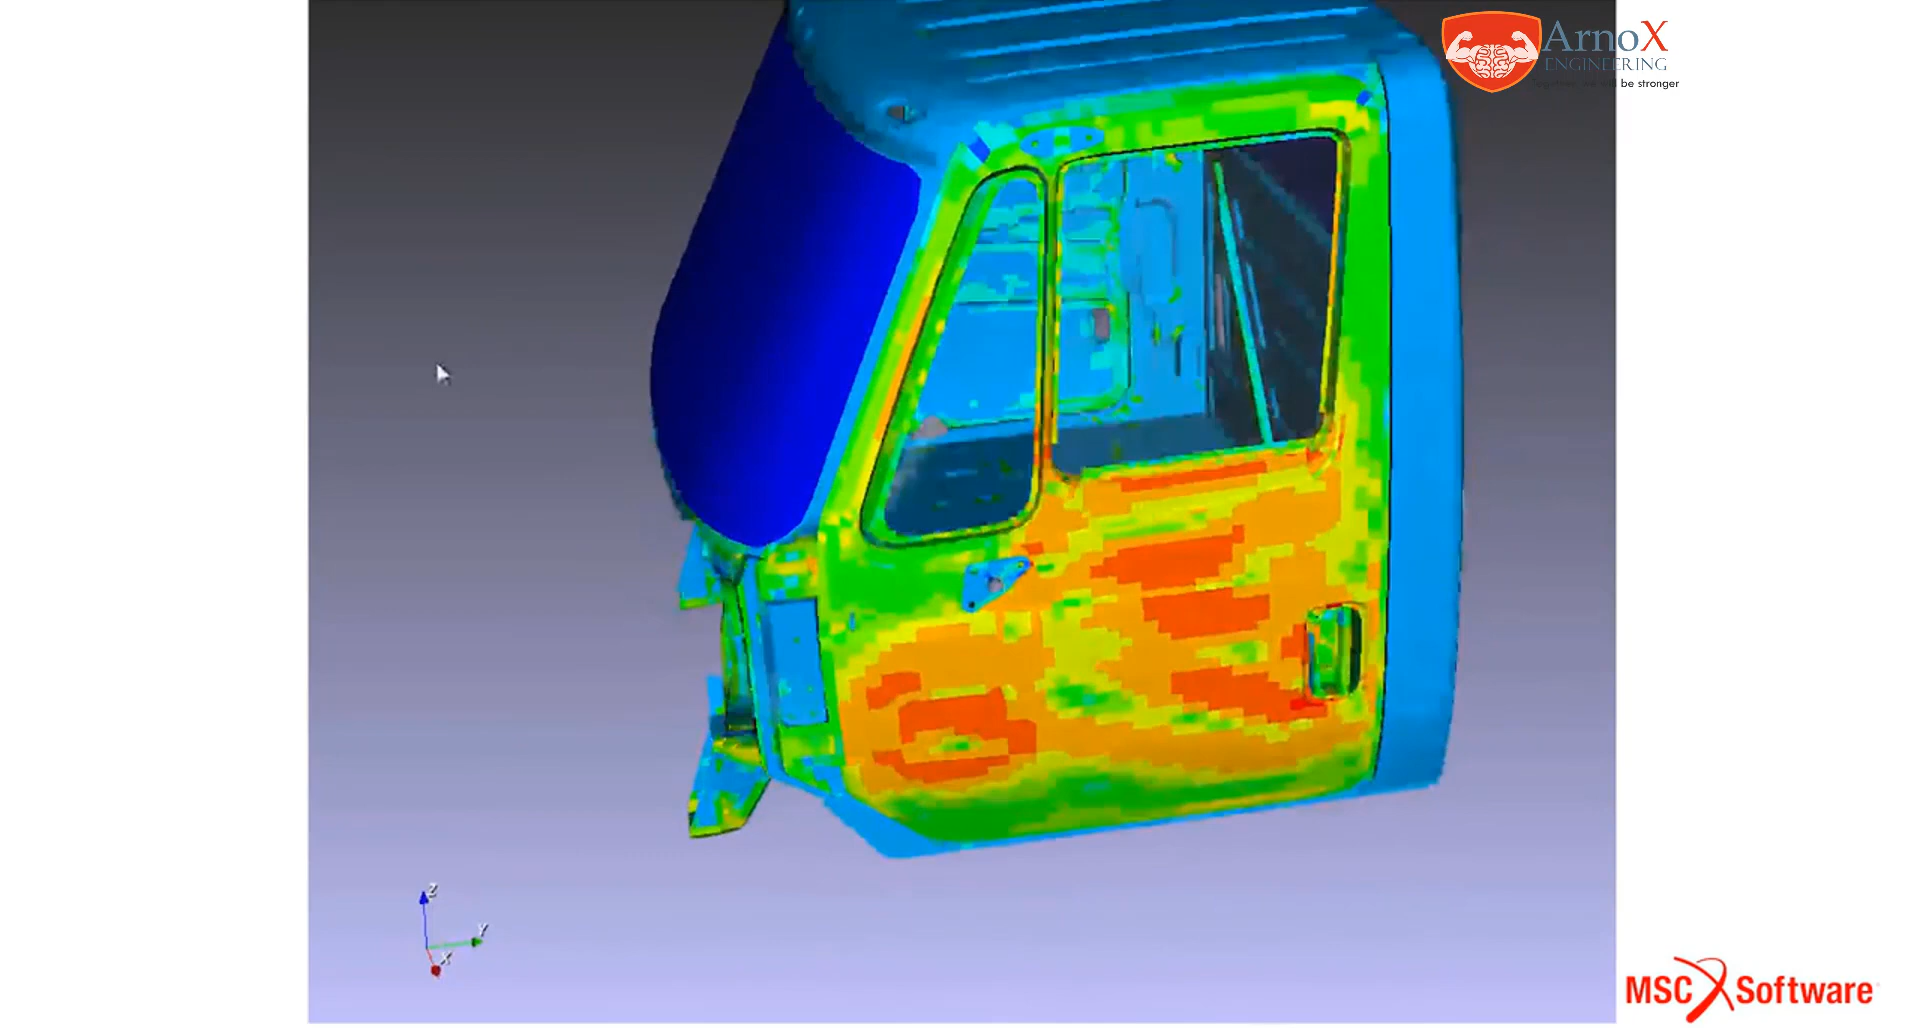 ArnoX
ENGINEERING
be stronger
Z
Y
X
MSC Software